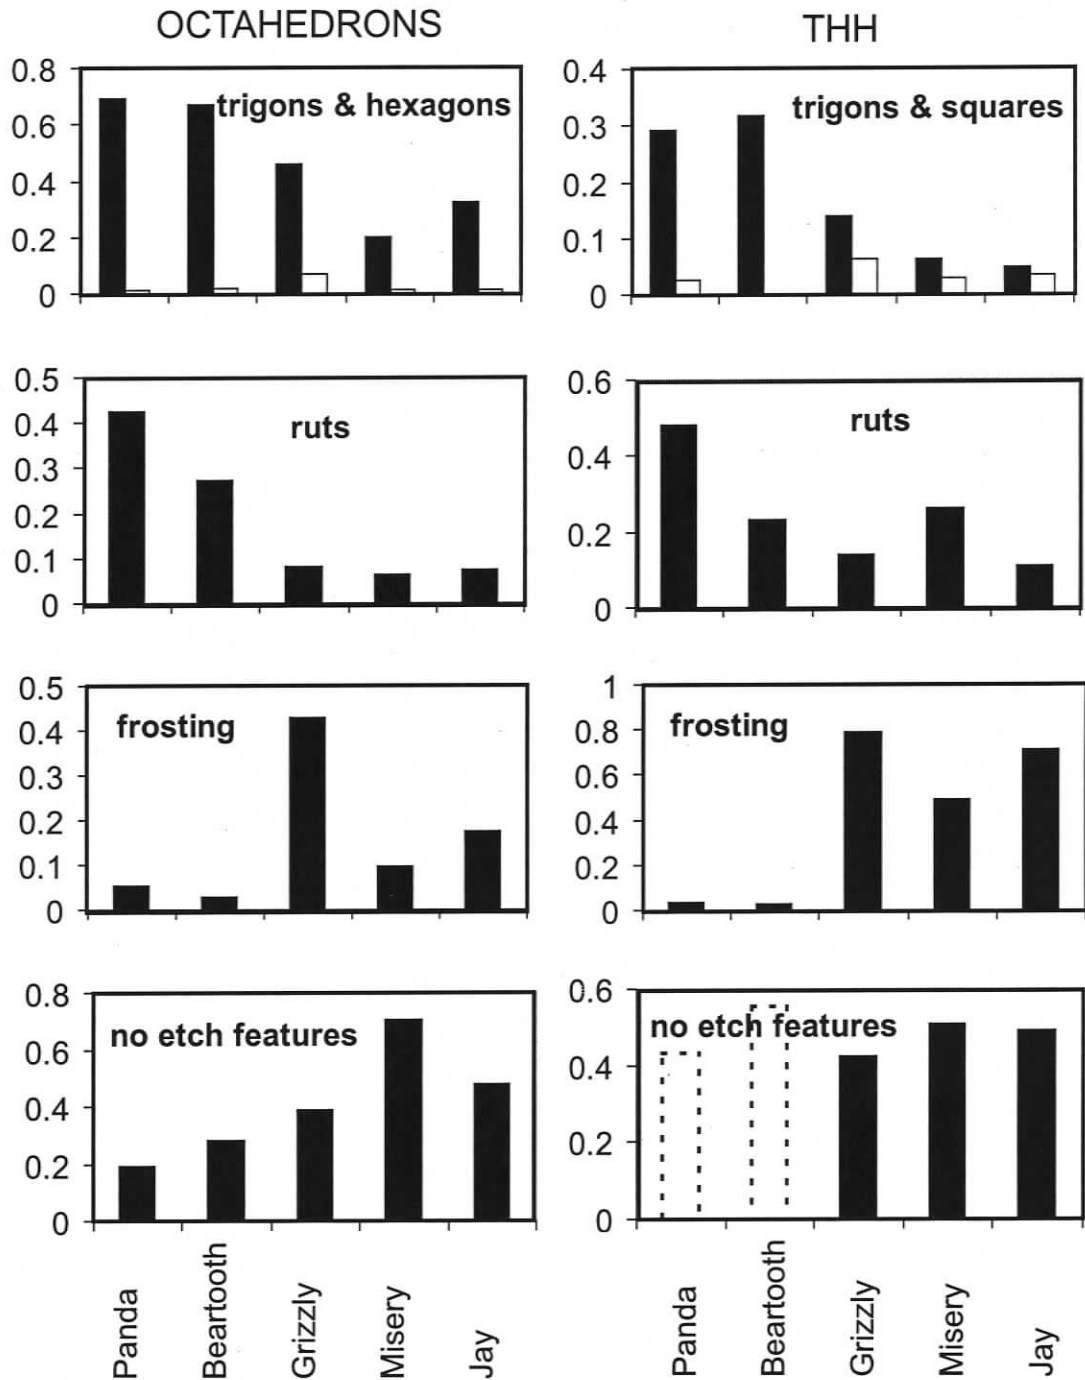 OCTAHEDRONS
THH
0.8
0.6
0.4
0.2
0
trigons & hexagons
0.4
0.3
0.2
0.1
0
trigons & squares
0.5
0.4
0.3
0.2
0.1
0
ruts
0.6
0.4
0.2
0
ruts
0.5
0.4
0.3
0.2
0.1
0
frosting
1
0.8
0.6
0.4
0.2
0
frosting
0.8
0.6
0.4
0.2
0
no etch features
0.6
0.4
0.2
0
no etch features
Panda
Beartooth
Grizzly
Misery
Jay
Panda
Beartooth
Grizzly
Misery
Jay